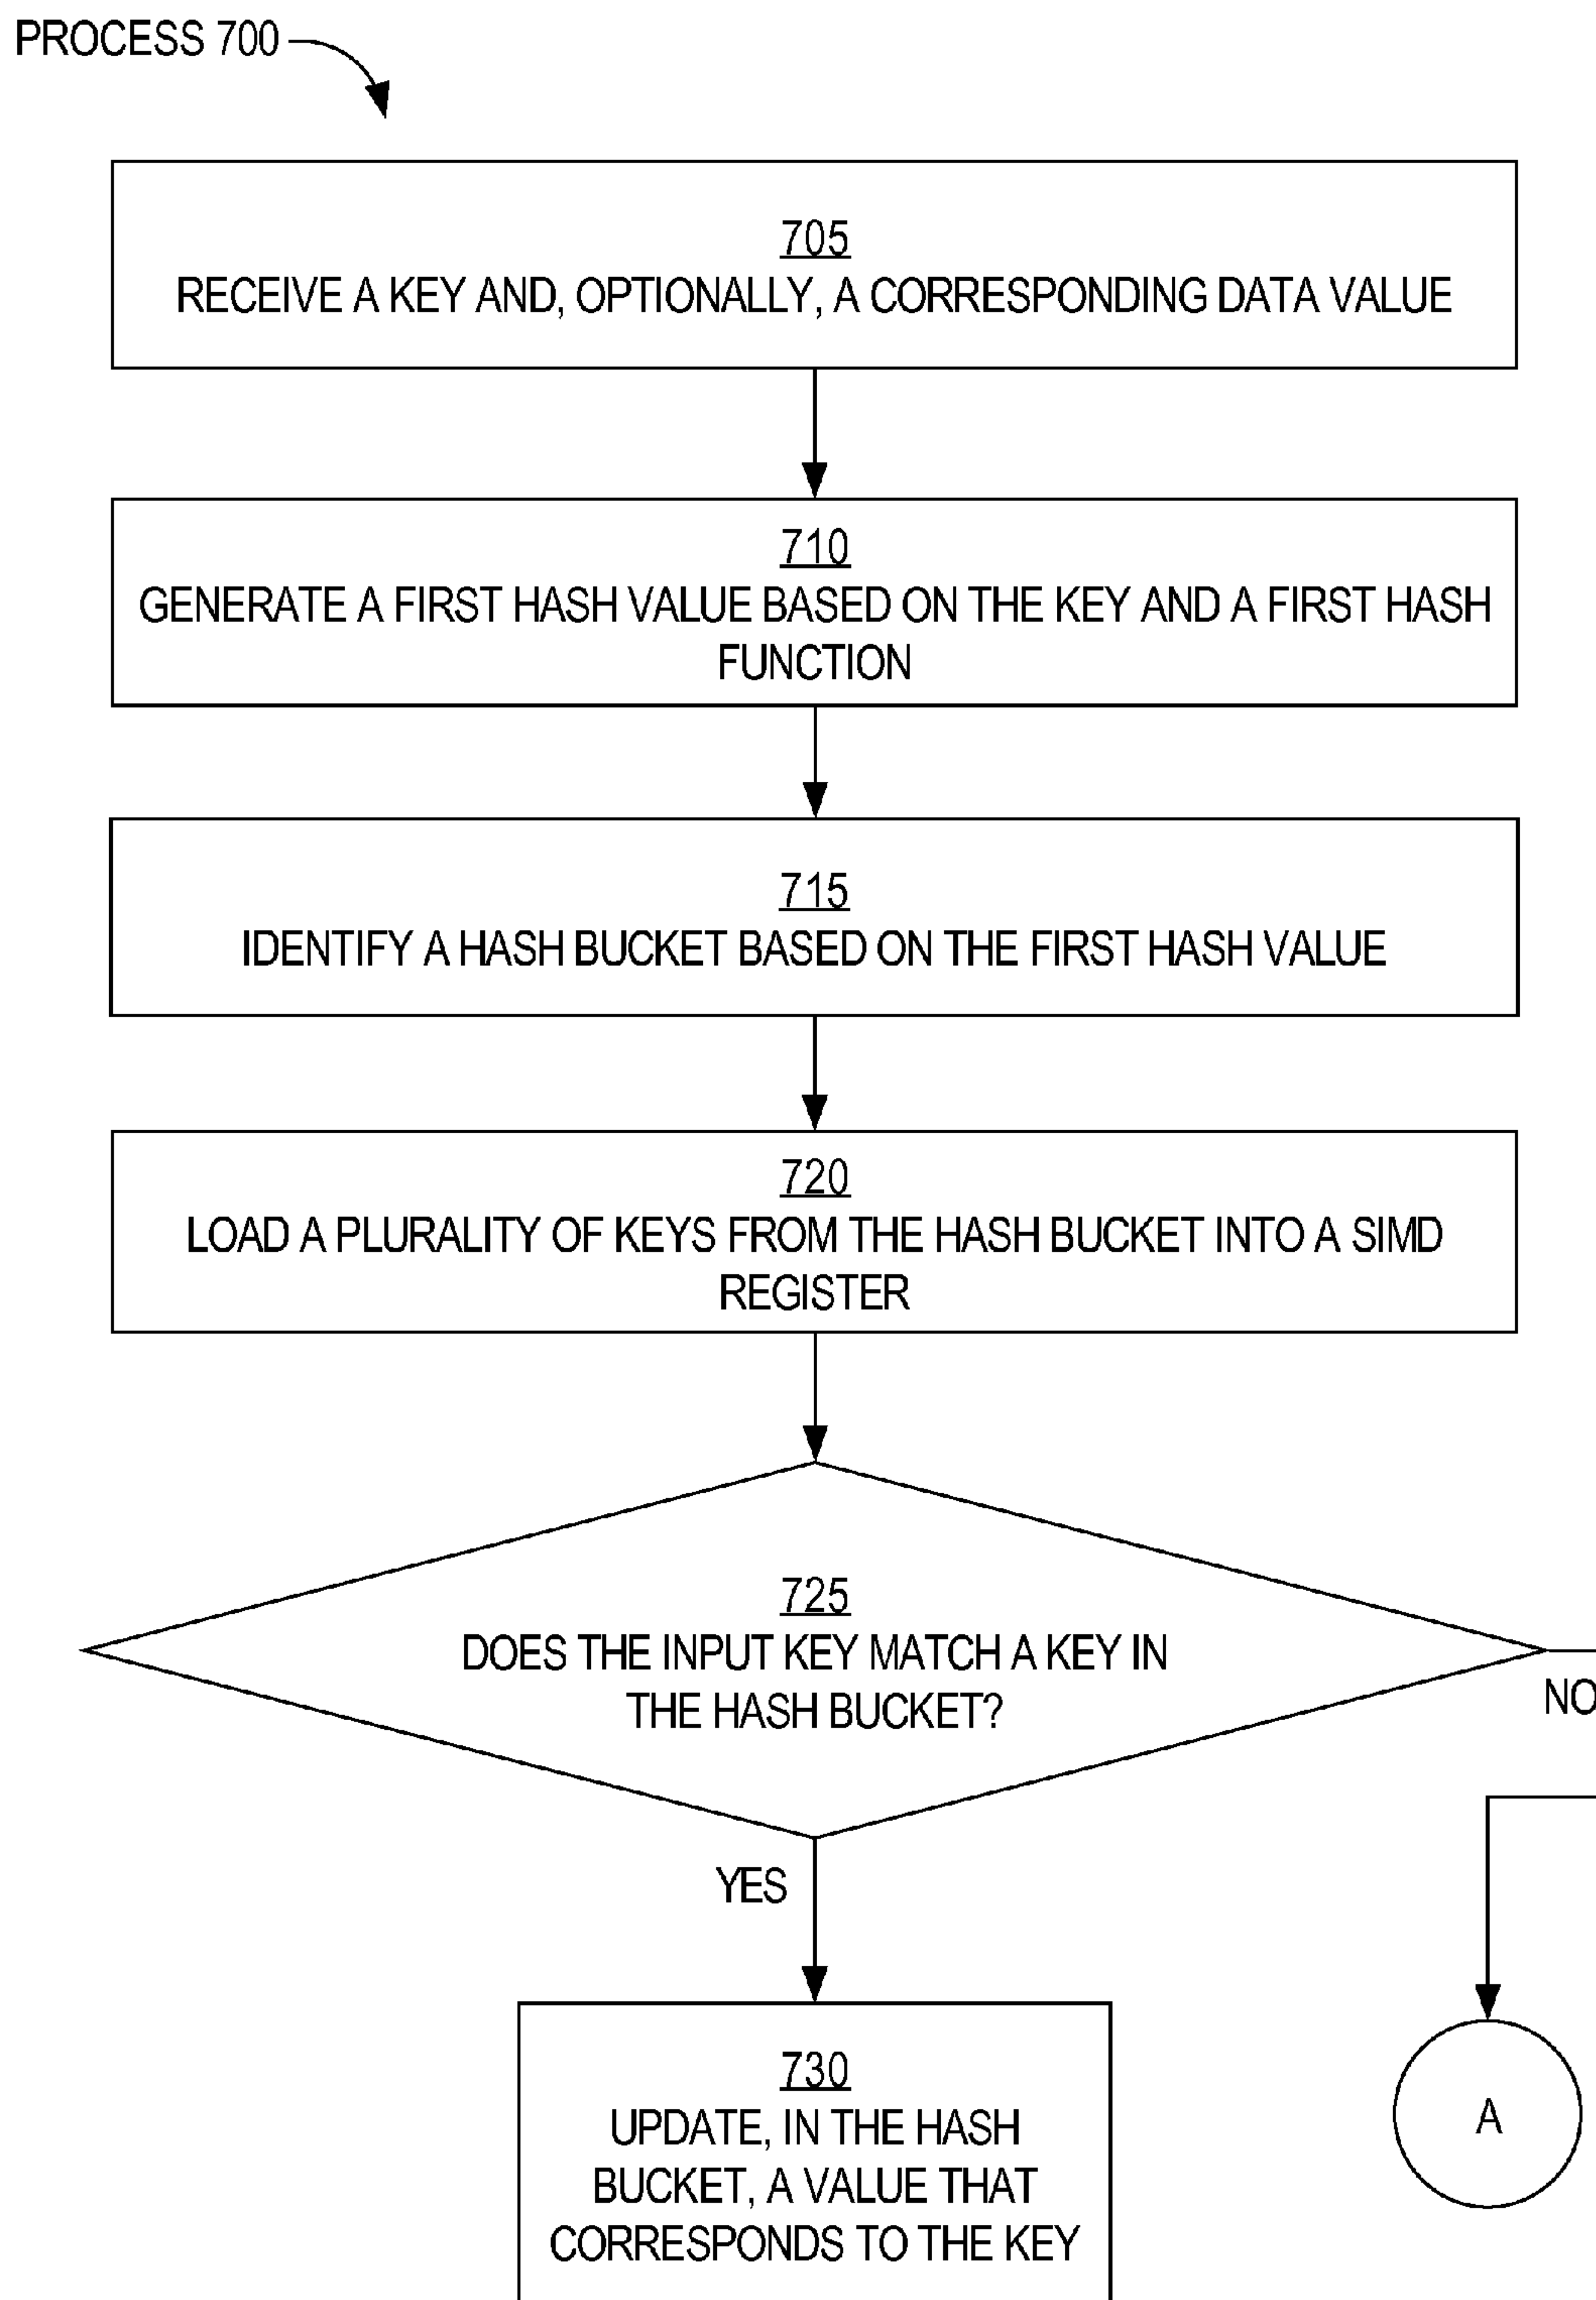 PROCESS 700
705
RECEIVE A KEY AND, OPTIONALLY, A CORRESPONDING DATA VALUE
710
GENERATE A FIRST HASH VALUE BASED ON THE KEY AND A FIRST HASH
FUNCTION
715
IDENTIFY A HASH BUCKET BASED ON THE FIRST HASH VALUE
720
LOAD A PLURALITY OF KEYS FROM THE HASH BUCKET INTO A SIMD
REGISTER
725
DOES THE INPUT KEY MATCH A KEY IN
THE HASH BUCKET?
NO
YES
730
UPDATE, IN THE HASH
BUCKET, A VALUE THAT
CORRESPONDS TO THE KEY
A